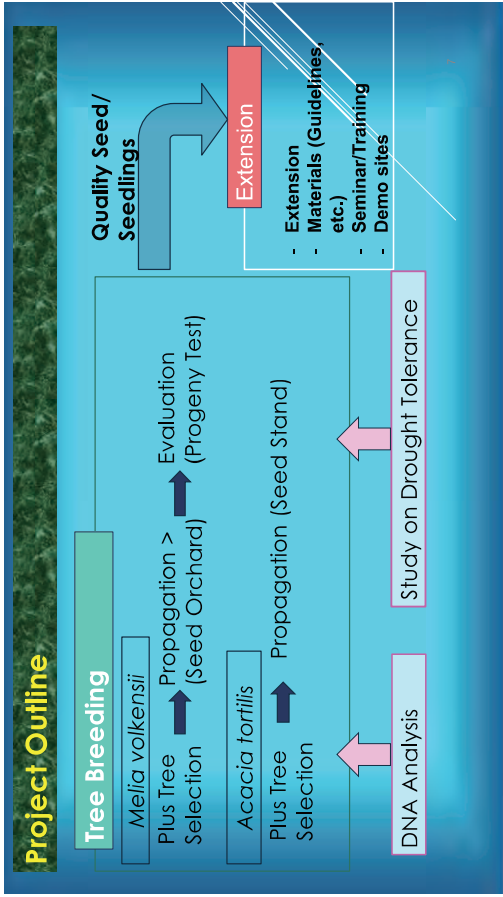 Project Outline
Tree Breeding
Melia volkensii
Plus Tree
Selection
Propagation >
(Seed Orchard)
Evaluation
(Progeny Test)
Acacia tortilis
Plus Tree
Selection
Propagation (Seed Stand)
DNA Analysis
Study on Drought Tolerance
Quality Seed/
Seedlings
Extension
- Extension
- Materials (Guidelines,
etc.)
- Seminar/Training
- Demo sites